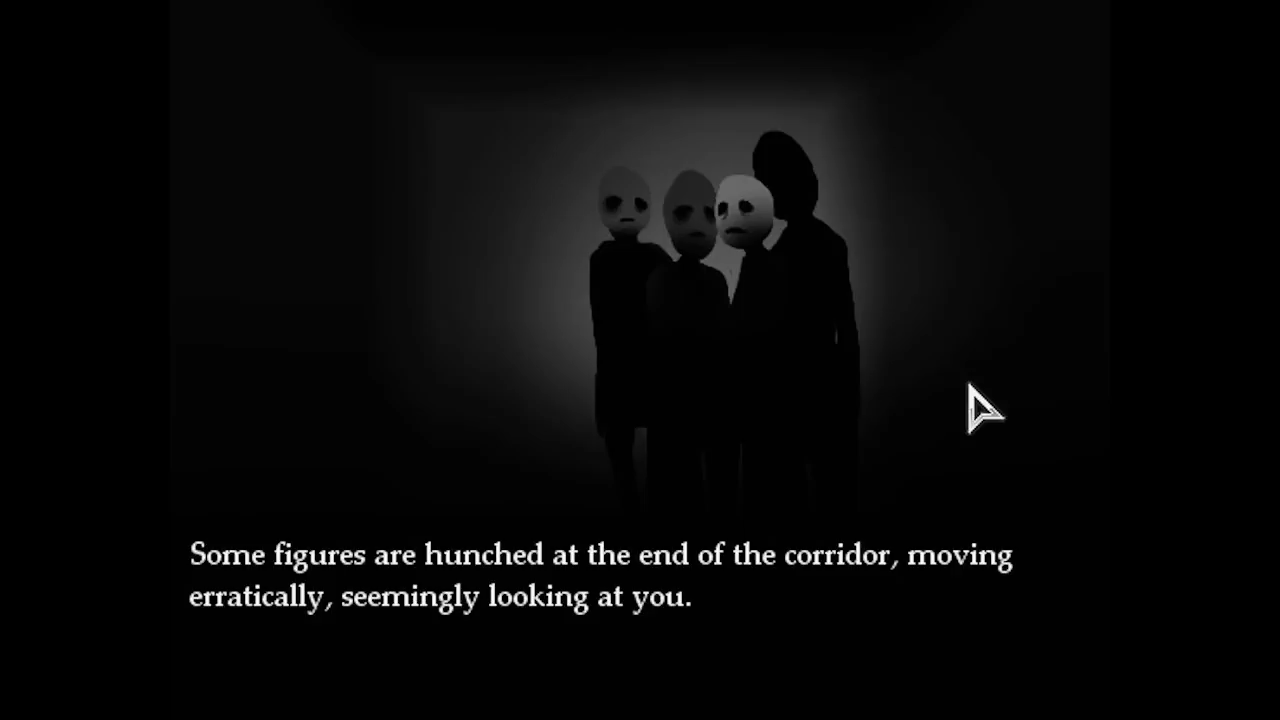 Some figures are hunched at the end of the corridor, moving
erratically, seemingly looking at you.